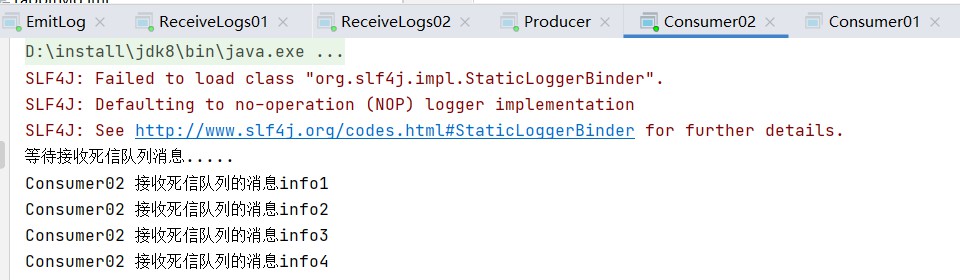 EmitLog × ReceiveLogs01 × ReceiveLogs02 × Producer × Consumer02 × Consumer01 ×
D:\install\jdk8\bin\java.exe ...
SLF4J: Failed to load class "org.slf4j.impl.StaticLoggerBinder".
SLF4J: Defaulting to no-operation (NOP) logger implementation
SLF4J: See http://www.slf4j.org/codes.html#StaticLoggerBinder for further details.
等待接收死信队列消息.....
Consumer02 接收死信队列的消息info1
Consumer02 接收死信队列的消息info2
Consumer02 接收死信队列的消息info3
Consumer02 接收死信队列的消息info4